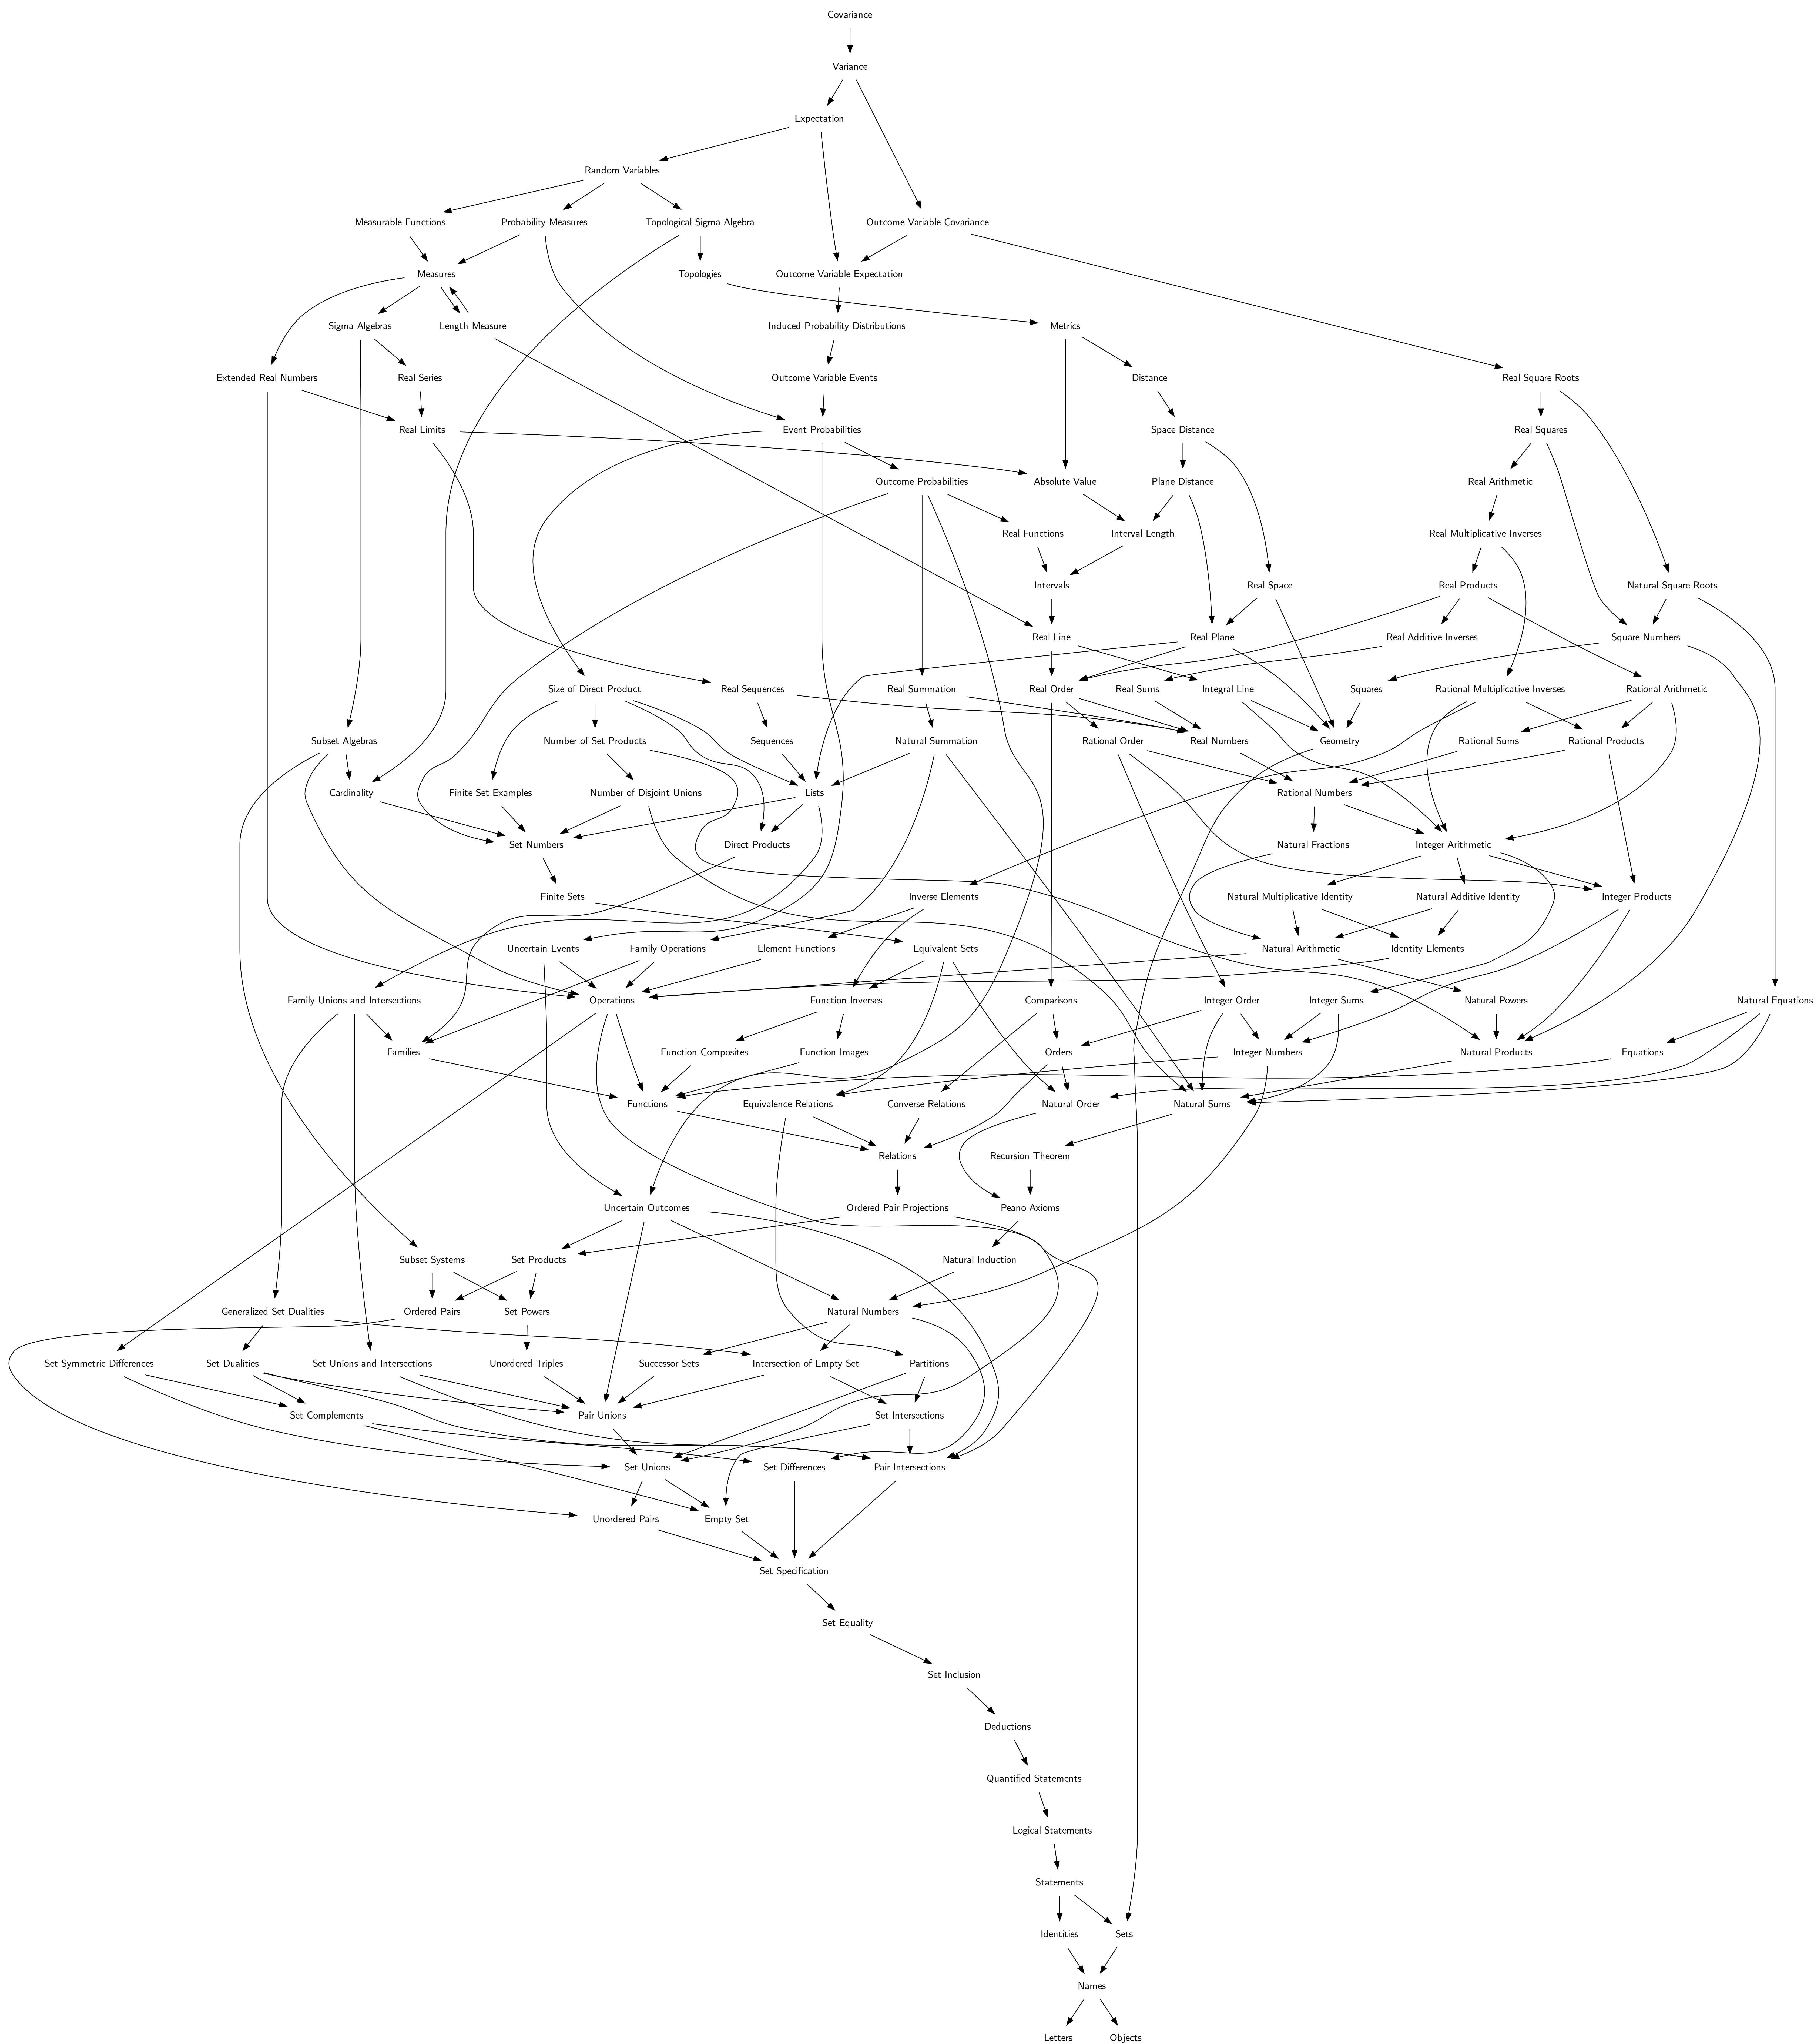 Covariance
Variance
Expectation
Random Variables
Measurable Functions
Probability Measures
Topological Sigma Algebra
Outcome Variable Covariance
Measures
Topologies
Outcome Variable Expectation
Sigma Algebras
Length Measure
Induced Probability Distributions
Metrics
Extended Real Numbers
Real Series
Outcome Variable Events
Distance
Real Square Roots
Real Limits
Event Probabilities
Space Distance
Real Squares
Outcome Probabilities
Absolute Value
Plane Distance
Real Arithmetic
Real Functions
Interval Length
Real Multiplicative Inverses
Intervals
Real Space
Real Products
Natural Square Roots
Real Line
Real Plane
Real Additive Inverses
Square Numbers
Size of Direct Product
Real Sequences
Real Summation
Real Order
Real Sums
Integral Line
Squares
Rational Multiplicative Inverses
Rational Arithmetic
Subset Algebras
Number of Set Products
Sequences
Natural Summation
Rational Order
Real Numbers
Geometry
Rational Sums
Rational Products
Cardinality
Finite Set Examples
Number of Disjoint Unions
Lists
Rational Numbers
Set Numbers
Direct Products
Natural Fractions
Integer Arithmetic
Finite Sets
Inverse Elements
Natural Multiplicative Identity
Natural Additive Identity
Integer Products
Uncertain Events
Family Operations
Element Functions
Equivalent Sets
Natural Arithmetic
Identity Elements
Family Unions and Intersections
Operations
Function Inverses
Comparisons
Integer Order
Integer Sums
Natural Powers
Natural Equations
Families
Function Composites
Function Images
Orders
Integer Numbers
Natural Products
Equations
Functions
Equivalence Relations
Converse Relations
Natural Order
Natural Sums
Relations
Recursion Theorem
Uncertain Outcomes
Ordered Pair Projections
Peano Axioms
Subset Systems
Set Products
Natural Induction
Generalized Set Dualities
Ordered Pairs
Set Powers
Natural Numbers
Set Symmetric Differences
Set Dualities
Set Unions and Intersections
Unordered Triples
Successor Sets
Intersection of Empty Set
Partitions
Set Complements
Pair Unions
Set Intersections
Set Unions
Set Differences
Pair Intersections
Unordered Pairs
Empty Set
Set Specification
Set Equality
Set Inclusion
Deductions
Quantified Statements
Logical Statements
Statements
Identities
Sets
Names
Letters
Objects